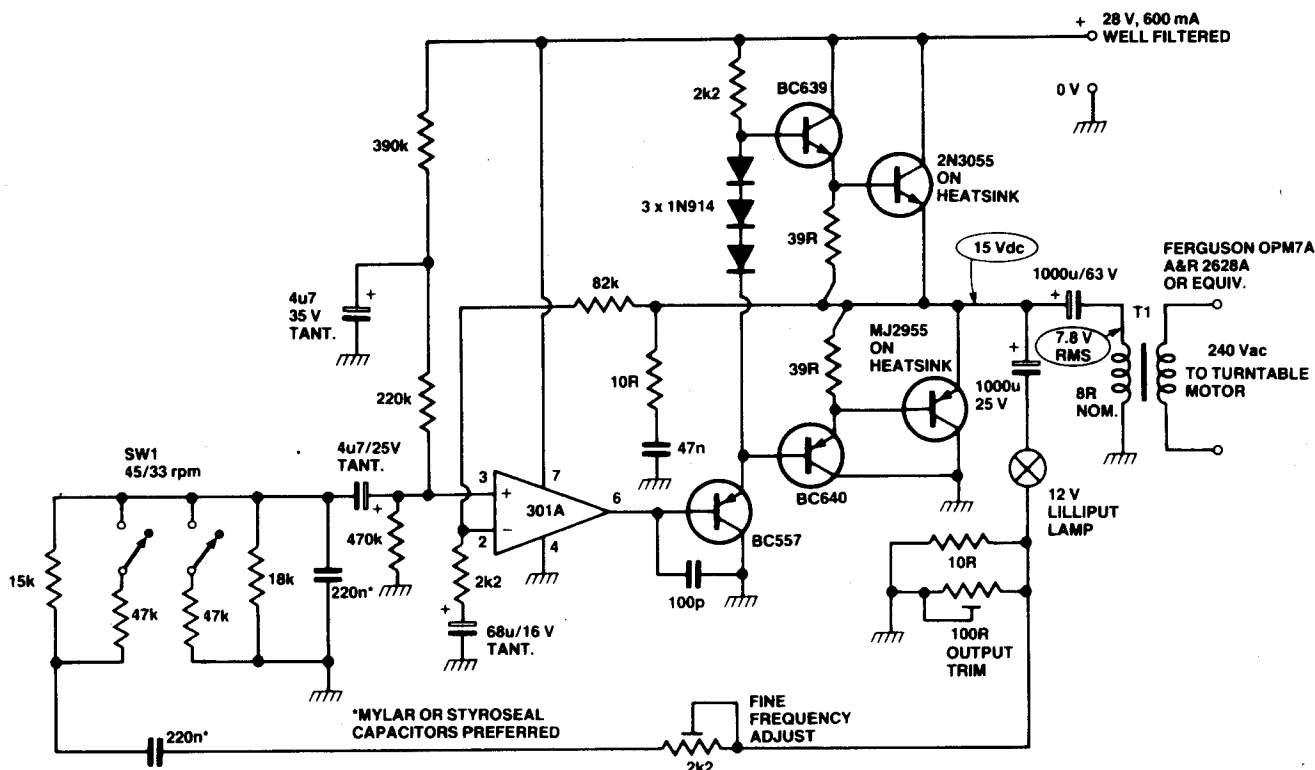 + 28 V, 600 mA
WELL FILTERED
0 V
2k2
BC639
390k
2N3055
ON
HEATSINK
3 x 1N914
39R
15 Vdc
1000u/63 V
FERGUSON OPM7A
A&R 2628A
OR EQUIV.
4u7
35 V
TANT.
+
82k
MJ2955
ON
HEATSINK
+
T1
7.8 V
RMS
240 Vac
TO TURNTABLE
MOTOR
10R
39R
+
1000u
25 V
8R
NOM.
220k
47n
SW1
45/33 rpm
4u7/25V
TANT.
+
3
+
7
301A
6
−
2
4
BC640
BC557
12 V
LILLIPUT
LAMP
15k
47k
47k
18k
220n*
470k
2k2
100p
10R
+
68u/16 V
TANT.
100R
OUTPUT
TRIM
*MYLAR OR STYROSEAL
CAPACITORS PREFERRED
FINE
FREQUENCY
ADJUST
220n*
2k2